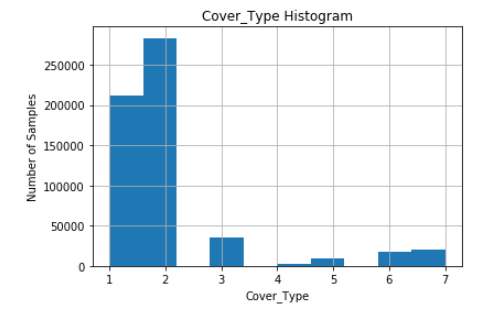 Cover_Type Histogram
250000
200000
150000
100000
50000
0
Number of Samples
1 2 3 4 5 6 7
Cover_Type